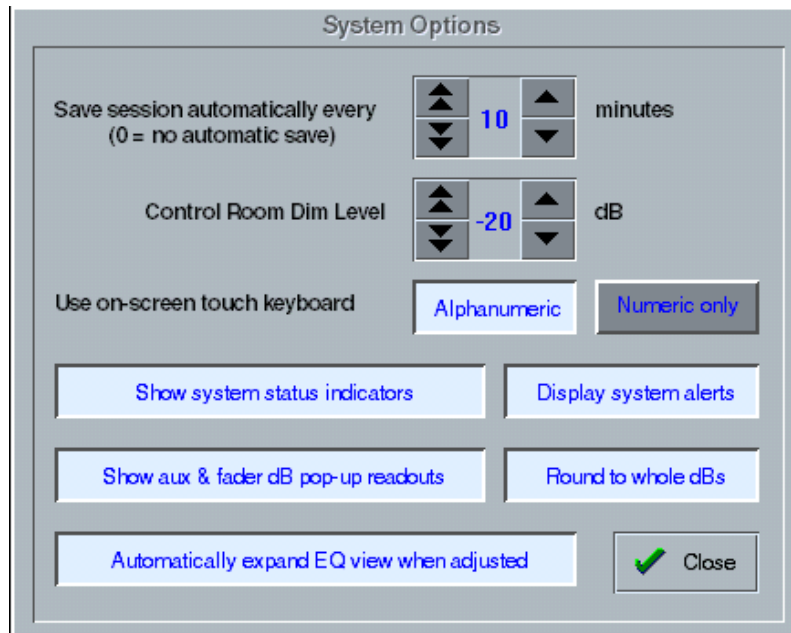 System Options
Save session automatically every
(0 = no automatic save)
10
minutes
Control Room Dim Level
-20
dB
Use on-screen touch keyboard
Alphanumeric
Numeric only
Show system status indicators
Display system alerts
Show aux & fader dB pop-up readouts
Round to whole dBs
Automatically expand EQ view when adjusted
Close